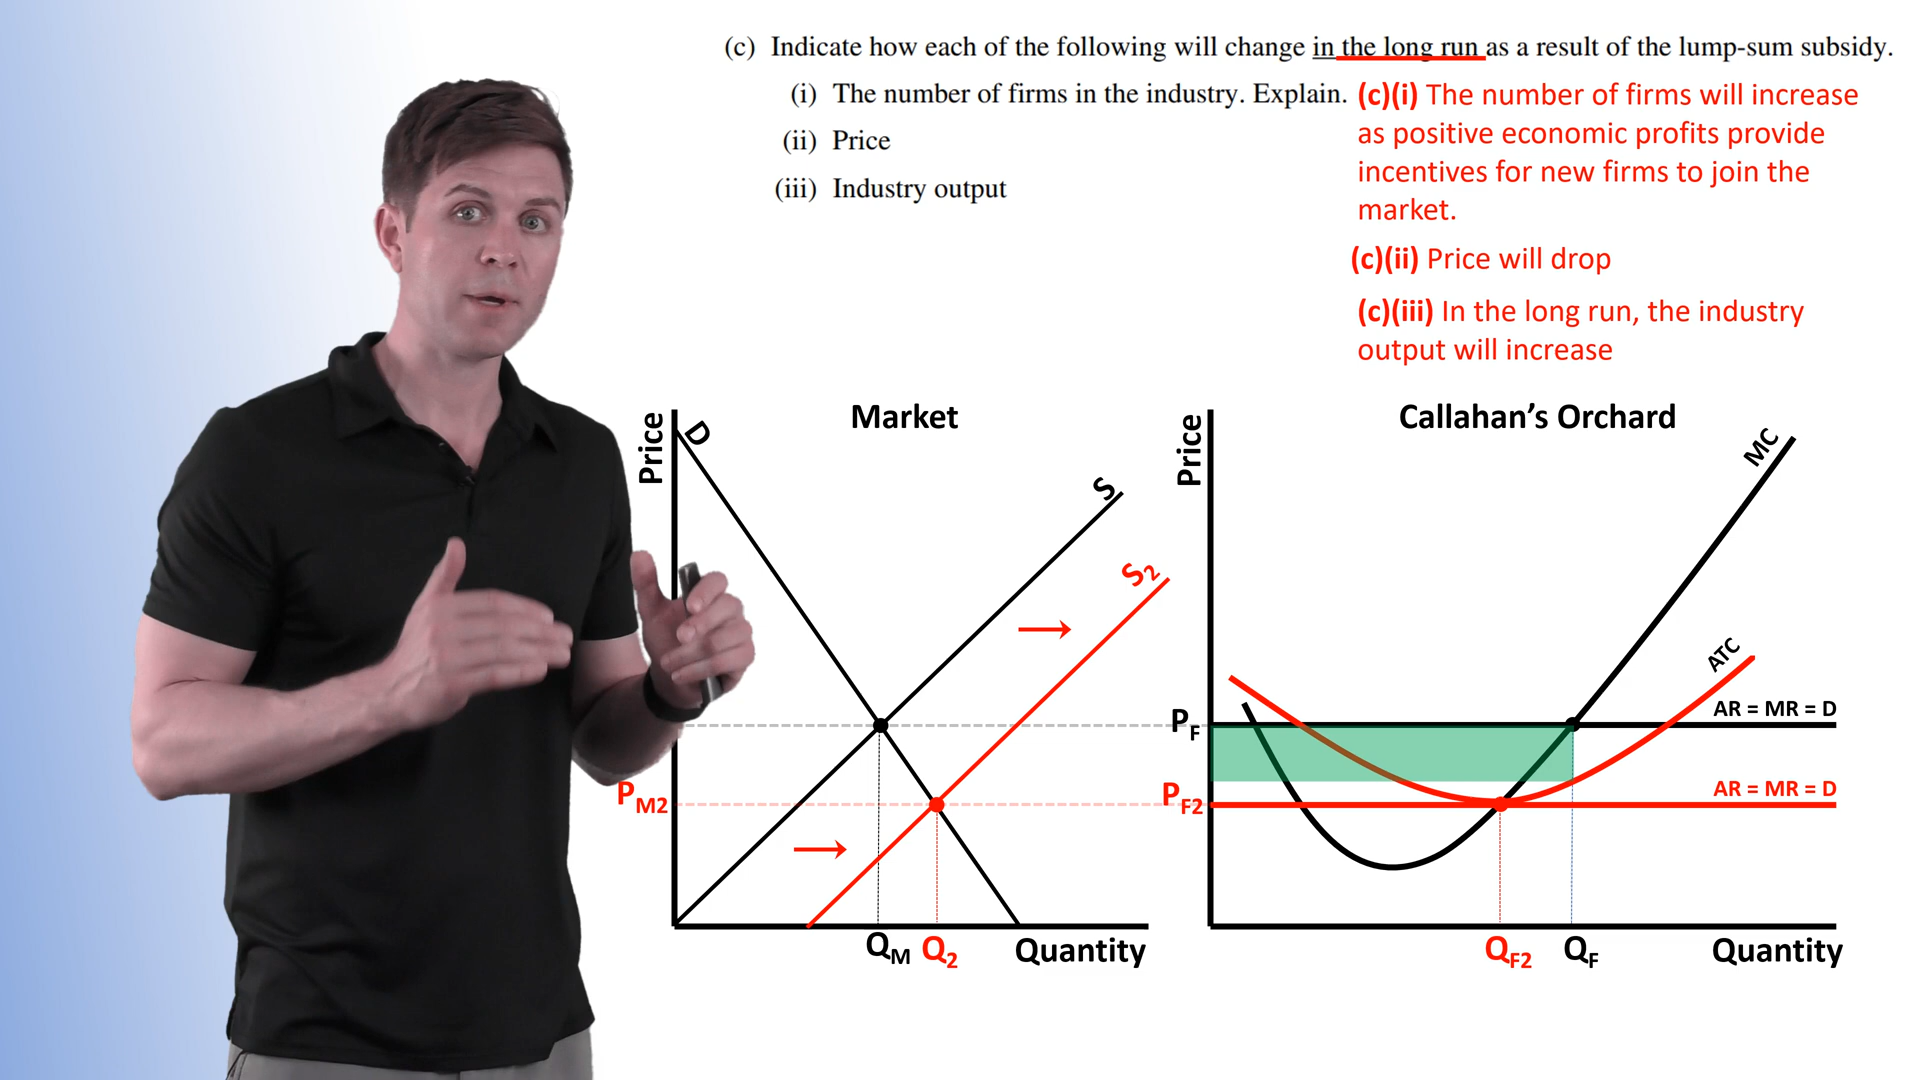 (c) Indicate how each of the following will change in the long run as a result of the lump-sum subsidy.
(i) The number of firms in the industry. Explain.
(ii) Price
(iii) Industry output
(c)(i) The number of firms will increase
as positive economic profits provide
incentives for new firms to join the
market.
(c)(ii) Price will drop
(c)(iii) In the long run, the industry
output will increase
Market
Price
D
S
S2
PM2
QM
Q2
Quantity
Callahan's Orchard
Price
MC
ATC
PF
AR = MR = D
PF2
AR = MR = D
QF2
QF
Quantity